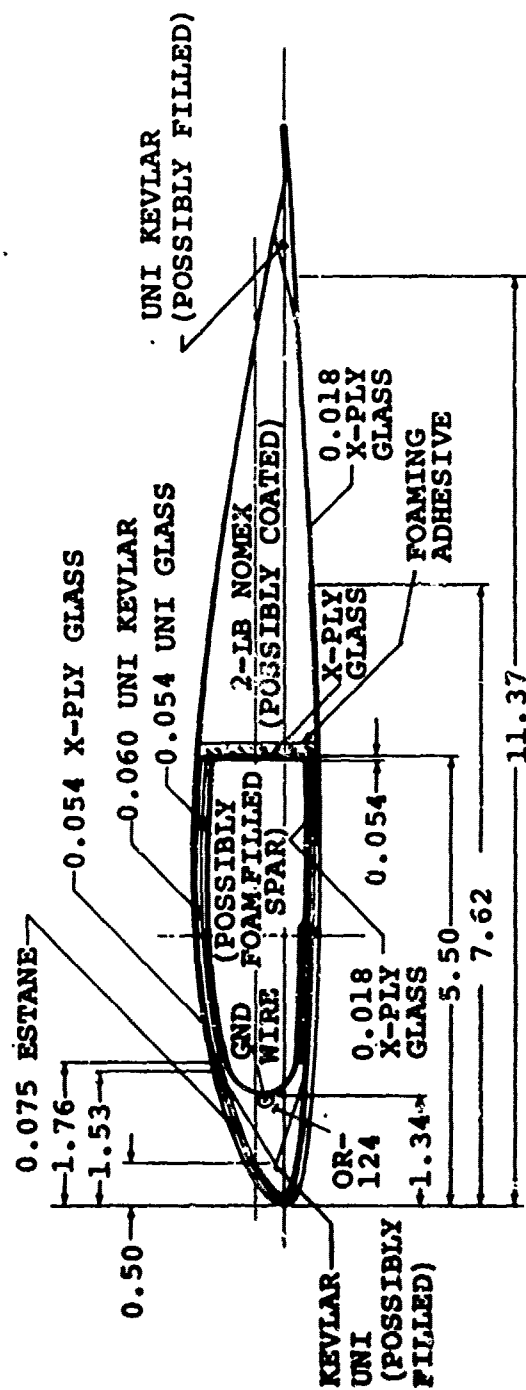 0.075 ESTANE
1.76
1.53
0.50
0.054 X-PLY GLASS
0.060 UNI KEVLAR
0.054 UNI GLASS
UNI KEVLAR
(POSSIBLY FILLED)
2-LB NOMEX
(POSSIBLY COATED)
(POSSIBLY
FOAM-FILLED
SPAR)
GND
WIRE
X-PLY
GLASS
0.018
X-PLY
GLASS
FOAMING
ADHESIVE
KEVLAR
UNI
(POSSIBLY
FILLED)
OR-
124
0.018
X-PLY
GLASS
0.054
1.34
5.50
7.62
11.37